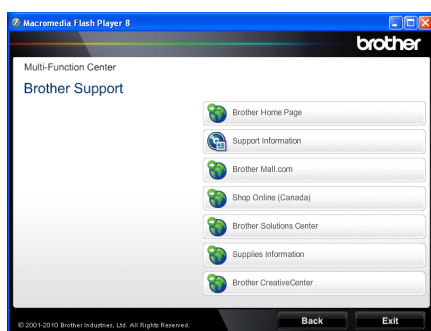 Macromedia Flash Player 8
brother
Multi-Function Center
Brother Support
Brother Home Page
Support Information
Brother Mall.com
Shop Online (Canada)
Brother Solutions Center
Supplies Information
Brother CreativeCenter
© 2001-2010 Brother Industries, Ltd. All Rights Reserved.
Back
Exit